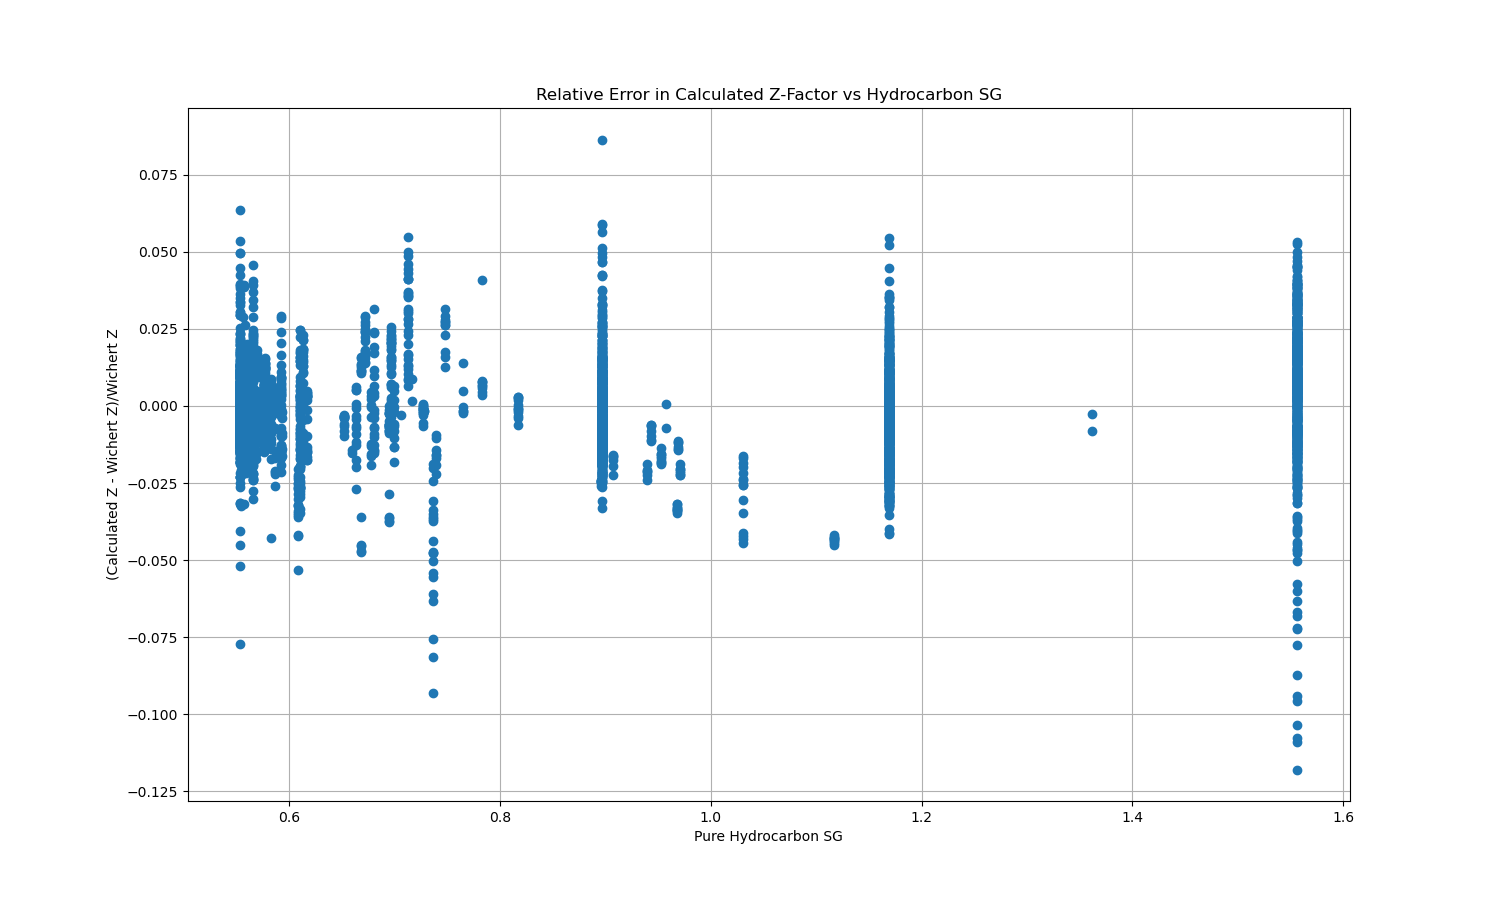 Relative Error in Calculated Z-Factor vs Hydrocarbon SG
(Calculated Z - Wichert Z)/Wichert Z
0.075
0.050
0.025
0.000
−0.025
−0.050
−0.075
−0.100
−0.125
0.6 0.8 1.0 1.2 1.4 1.6
Pure Hydrocarbon SG